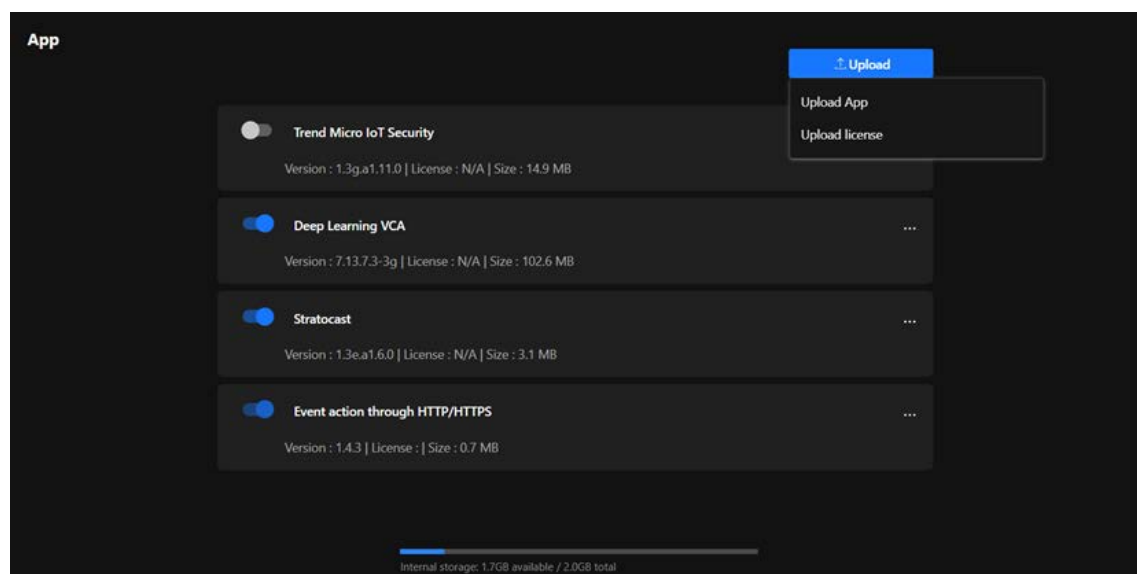 App
Upload
Upload App
Upload license
Trend Micro IoT Security
Version : 1.3g.a1.11.0 | License : N/A | Size : 14.9 MB
Deep Learning VCA
...
Version : 7.13.7.3-3g | License : N/A | Size : 102.6 MB
Stratocast
...
Version : 1.3e.a1.6.0 | License : N/A | Size : 3.1 MB
Event action through HTTP/HTTPS
...
Version : 1.4.3 | License : | Size : 0.7 MB
Internal storage: 1.7GB available / 2.0GB total